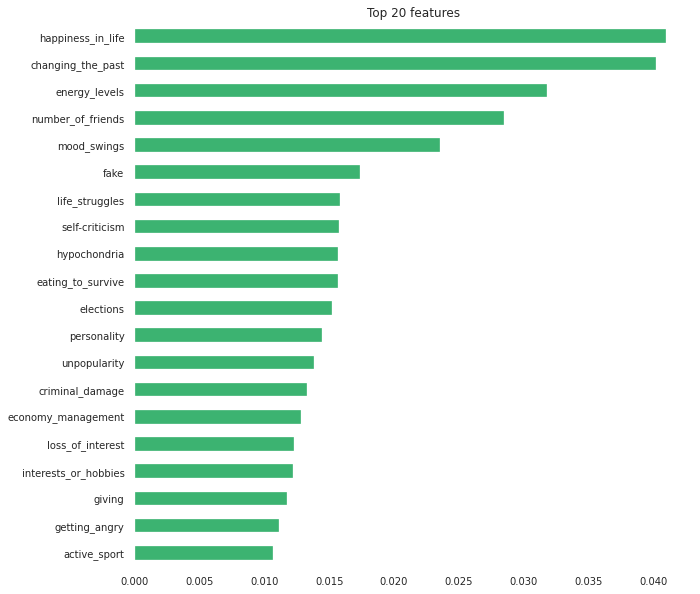 Top 20 features
happiness_in_life
changing_the_past
energy_levels
number_of_friends
mood_swings
fake
life_struggles
self-criticism
hypochondria
eating_to_survive
elections
personality
unpopularity
criminal_damage
economy_management
loss_of_interest
interests_or_hobbies
giving
getting_angry
active_sport
0.000 0.005 0.010 0.015 0.020 0.025 0.030 0.035 0.040